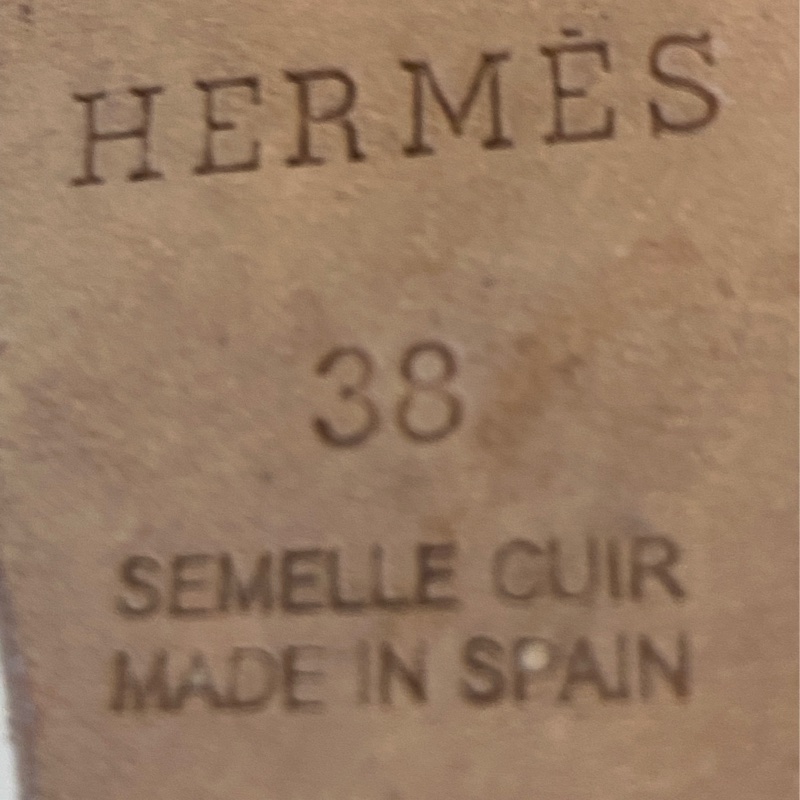 HERMÈS
38
SEMELLE CUIR
MADE IN SPAIN